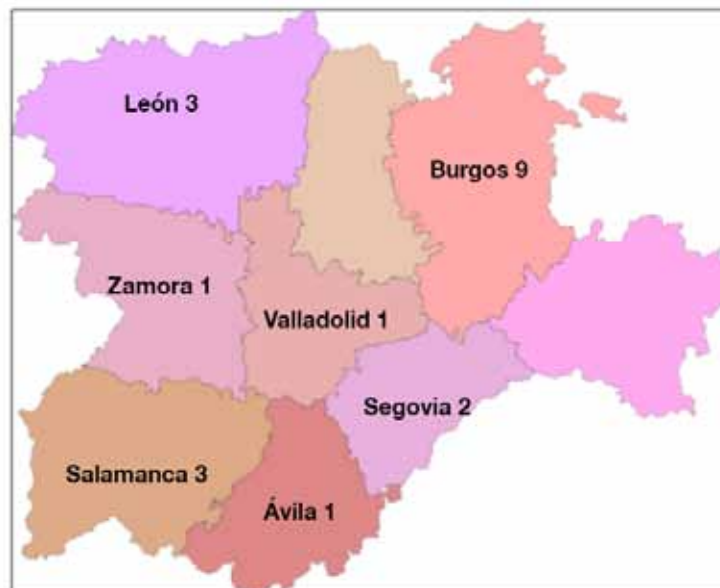 León 3
Burgos 9
Zamora 1
Valladolid 1
Segovia 2
Salamanca 3
Ávila 1